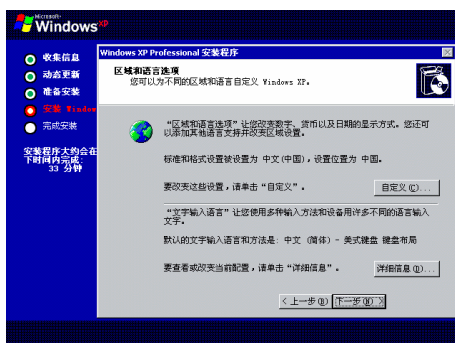 Microsoft
Windows xp
收集信息
动态更新
准备安装
安装 Window
完成安装
安装程序大约会在
下时间内完成:
33 分钟
Windows XP Professional 安装程序
区域和语言选项
您可以为不同的区域和语言自定义 Windows XP。
“区域和语言选项”让您改变数字、货币以及日期的显示方式。您还可
以添加其他语言支持并改变区域设置。
标准和格式设置被设置为 中文(中国)，设置位置为 中国。
要改变这些设置，请单击“自定义”。
自定义(C)...
“文字输入语言”让您使用多种输入方法和设备用许多不同的语言输入
文字。
默认的文字输入语言和方法是: 中文 (简体) - 美式键盘 键盘布局
要查看或改变当前配置，请单击“详细信息”。
详细信息(D)...
<上一步(B)
下一步(N)>